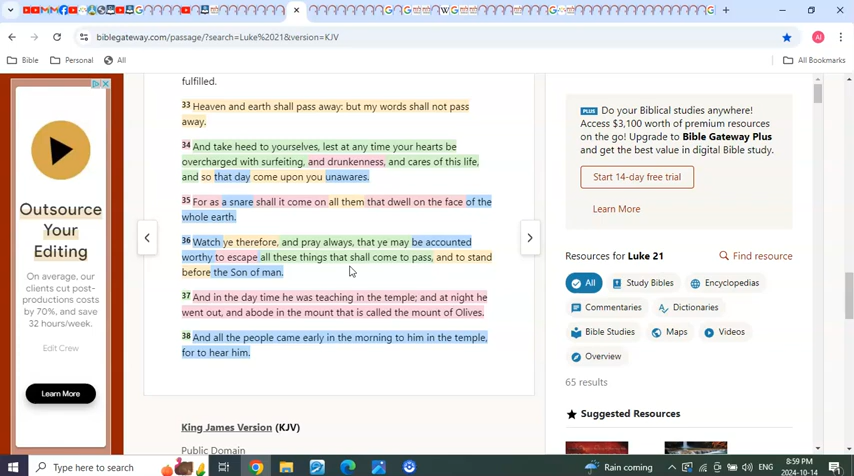 biblegateway.com/passage/?search=Luke%2021&version=KJV
AI
Bible
Personal
All
All Bookmarks
fulfilled.
33 Heaven and earth shall pass away: but my words shall not pass
away.
34 And take heed to yourselves, lest at any time your hearts be
overcharged with surfeiting, and drunkenness, and cares of this life,
and so that day come upon you unawares.
35 For as a snare shall it come on all them that dwell on the face of the
whole earth.
36 Watch ye therefore, and pray always, that ye may be accounted
worthy to escape all these things that shall come to pass, and to stand
before the Son of man.
37 And in the day time he was teaching in the temple; and at night he
went out, and abode in the mount that is called the mount of Olives.
38 And all the people came early in the morning to him in the temple,
for to hear him.
King James Version (KJV)
Public Domain
Outsource
Your
Editing
On average, our
clients cut post-
productions costs
by 70%, and save
32 hours/week.
Edit Crew
Learn More
PLUS Do your Biblical studies anywhere!
Access $3,100 worth of premium resources
on the go! Upgrade to Bible Gateway Plus
and get the best value in digital Bible study.
Start 14-day free trial
Learn More
Resources for Luke 21
Find resource
All
Study Bibles
Encyclopedias
Commentaries
Dictionaries
Bible Studies
Maps
Videos
Overview
65 results
Suggested Resources
Type here to search
Rain coming
ENG
8:59 PM
2024-10-14